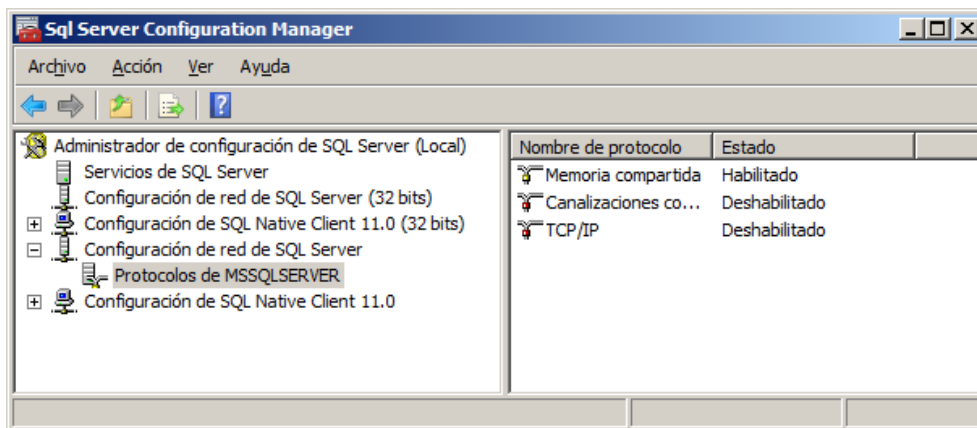 Sql Server Configuration Manager
Archivo Acción Ver Ayuda
Administrador de configuración de SQL Server (Local)
Servicios de SQL Server
Configuración de red de SQL Server (32 bits)
Configuración de SQL Native Client 11.0 (32 bits)
Configuración de red de SQL Server
Protocolos de MSSQLSERVER
Configuración de SQL Native Client 11.0
Nombre de protocolo Estado
Memoria compartida Habilitado
Canalizaciones co... Deshabilitado
TCP/IP Deshabilitado